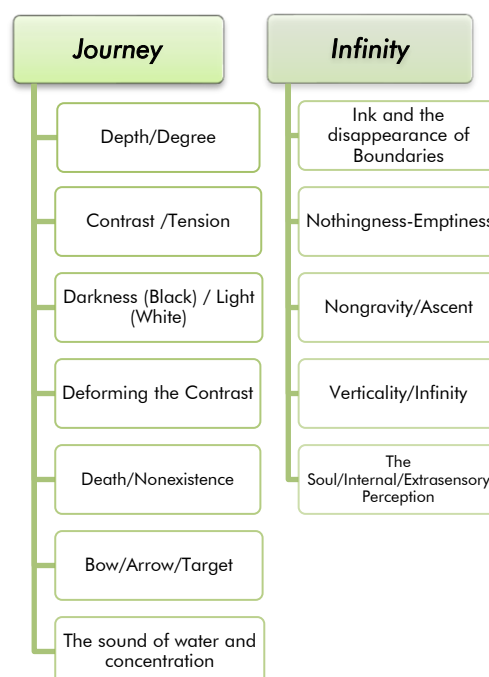 Journey
Depth/Degree
Contrast /Tension
Darkness (Black) / Light
(White)
Deforming the Contrast
Death/Nonexistence
Bow/Arrow/Target
The sound of water and
concentration
Infinity
Ink and the
disappearance of
Boundaries
Nothingness-Emptiness
Nongravity/Ascent
Verticality/Infinity
The
Soul/Internal/Extrasensory
Perception